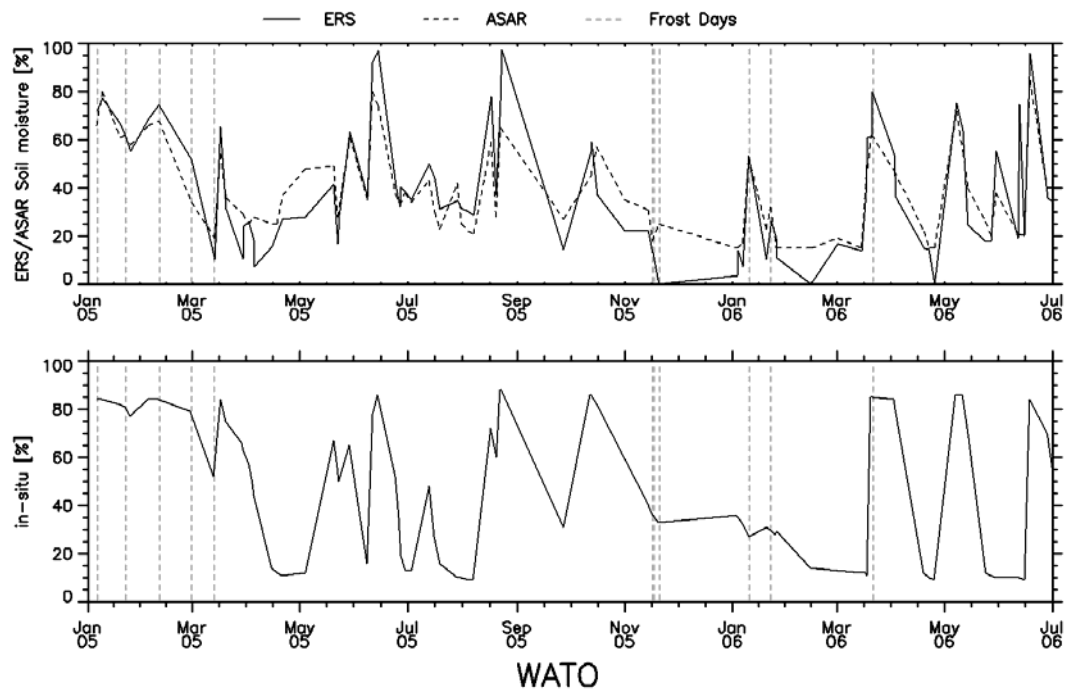 ERS ASAR Frost Days
ERS/ASAR Soil moisture [%]
100
80
60
40
20
0
Jan Mar May Jul Sep Nov Jan Mar May Jul
05 05 05 05 05 05 06 06 06 06
in-situ [%]
100
80
60
40
20
0
Jan Mar May Jul Sep Nov Jan Mar May Jul
05 05 05 05 05 05 06 06 06 06
WATO